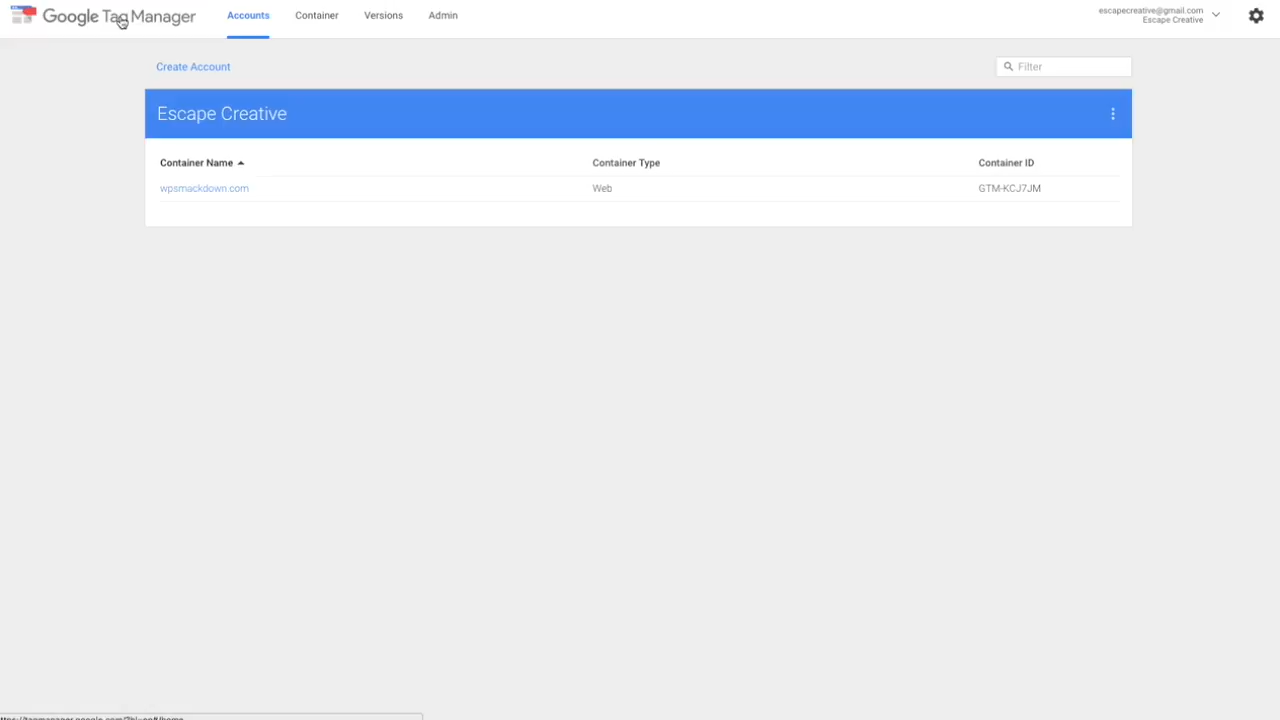 Google Tag Manager Accounts Container Versions Admin escapecreative@gmail.com
Escape Creative
Create Account Filter
Escape Creative
Container Name Container Type Container ID
wpsmackdown.com Web GTM-KCJ7JM